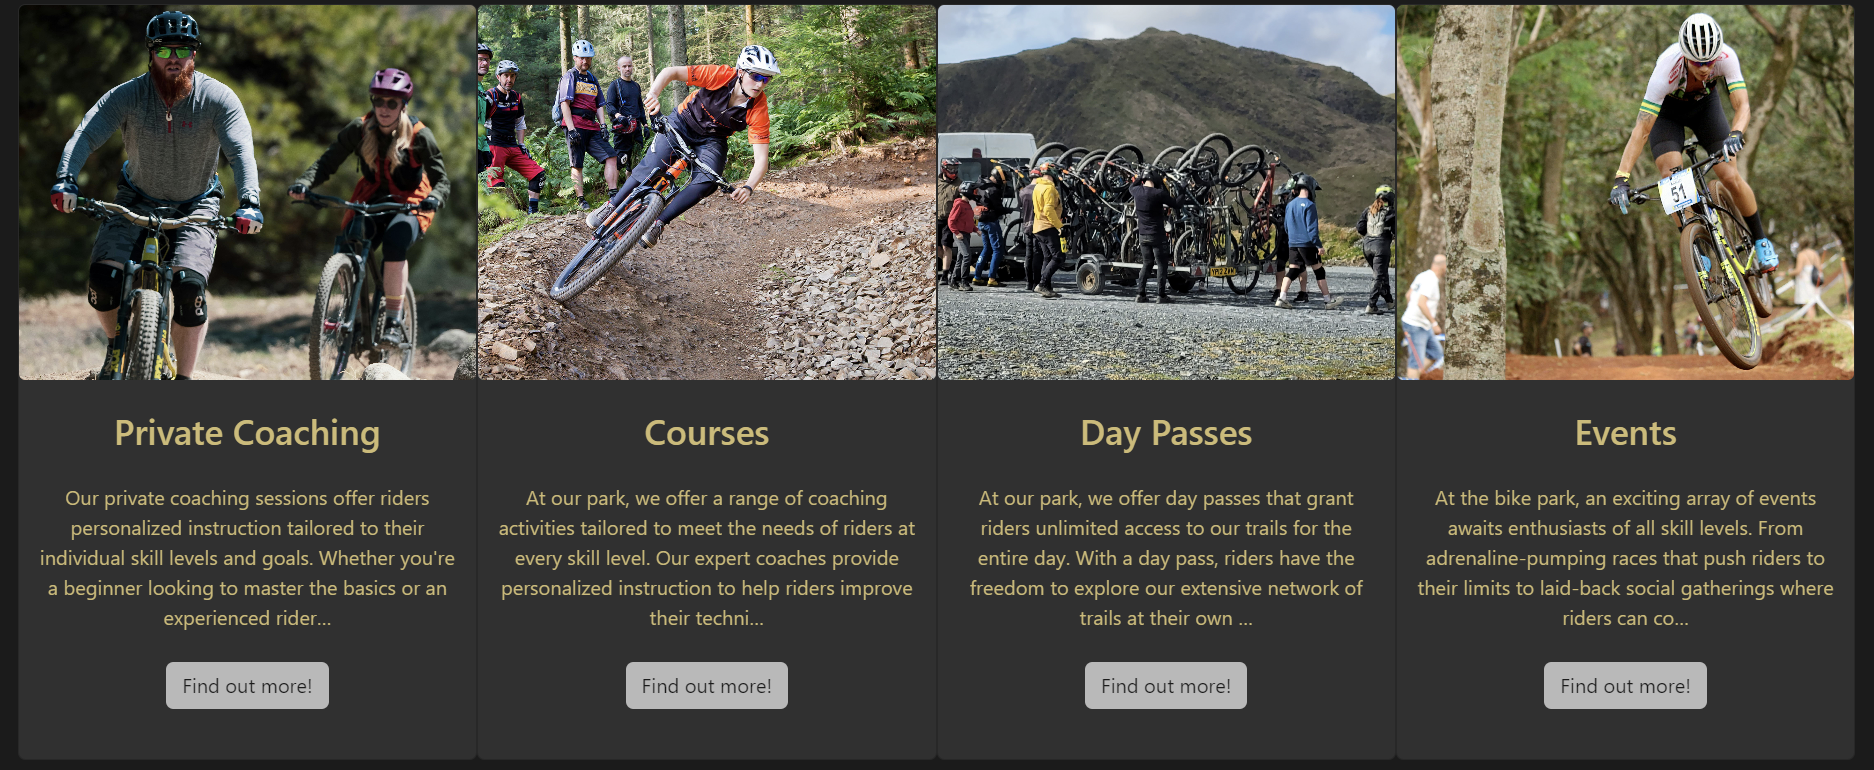 51
Private Coaching
Our private coaching sessions offer riders
personalized instruction tailored to their
individual skill levels and goals. Whether you're
a beginner looking to master the basics or an
experienced rider...
Find out more!
Courses
At our park, we offer a range of coaching
activities tailored to meet the needs of riders at
every skill level. Our expert coaches provide
personalized instruction to help riders improve
their techni...
Find out more!
Day Passes
At our park, we offer day passes that grant
riders unlimited access to our trails for the
entire day. With a day pass, riders have the
freedom to explore our extensive network of
trails at their own ...
Find out more!
Events
At the bike park, an exciting array of events
awaits enthusiasts of all skill levels. From
adrenaline-pumping races that push riders to
their limits to laid-back social gatherings where
riders can co...
Find out more!